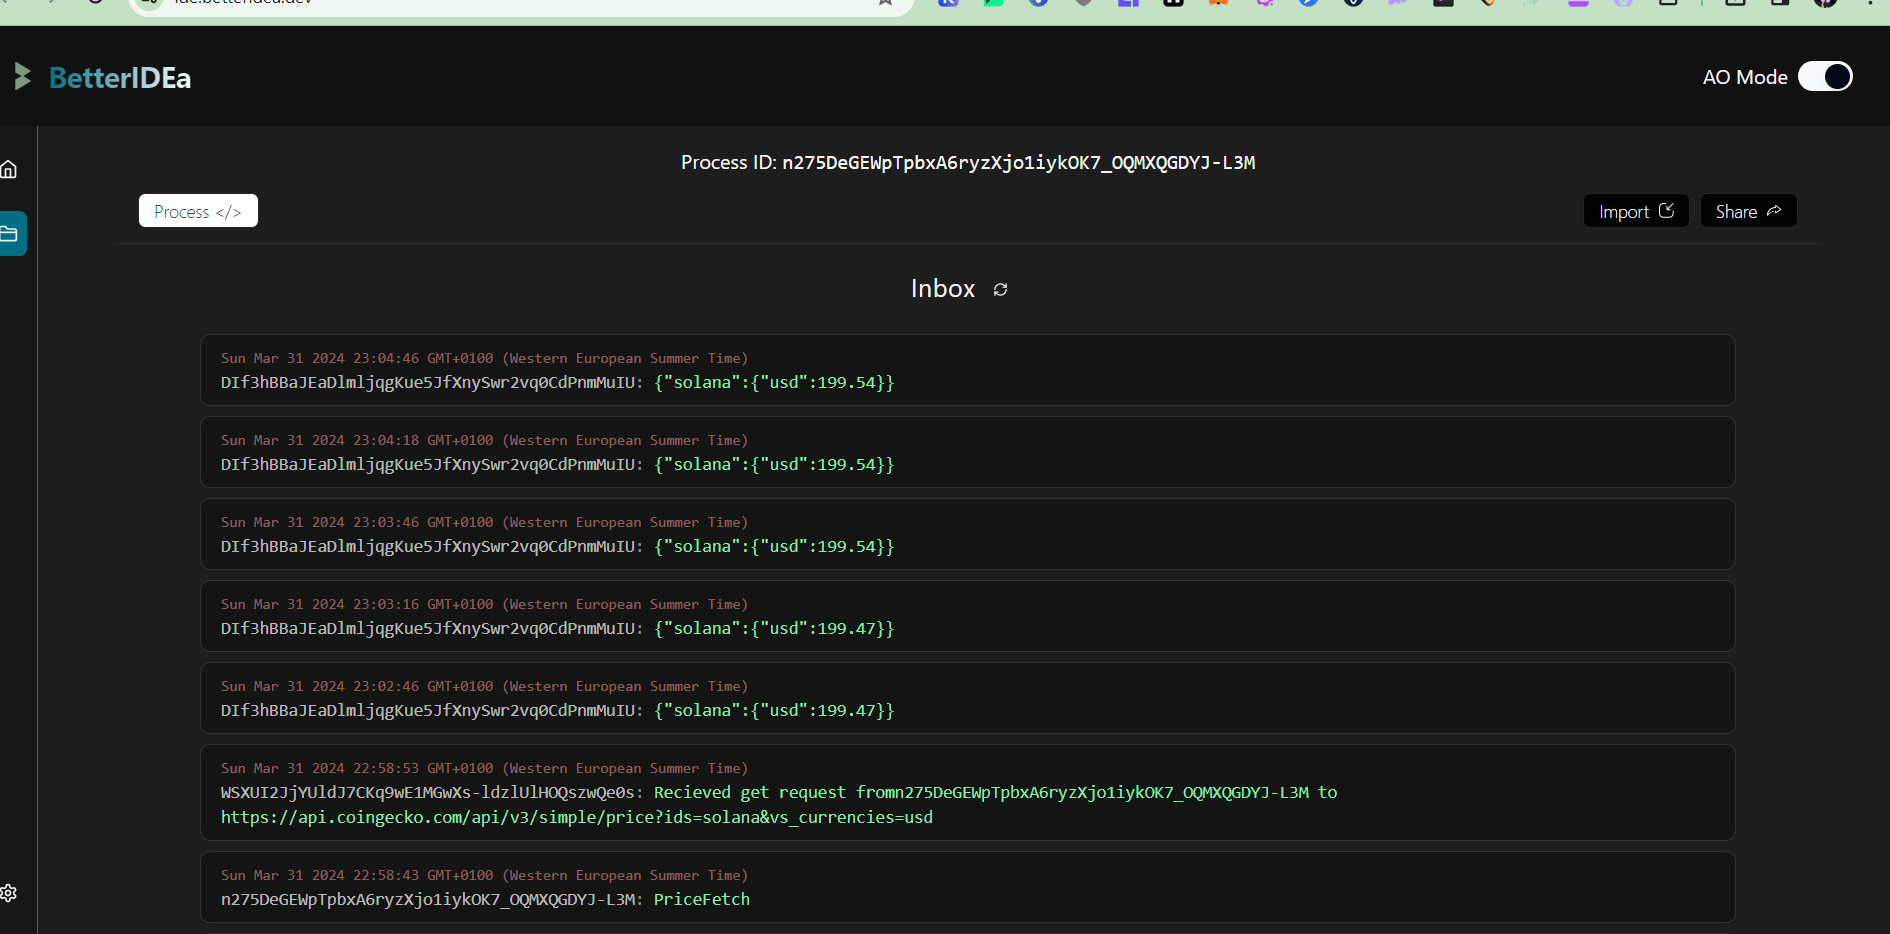 ide.betteridea.dev
BetterIDEa
AO Mode
Process ID: n275DeGEWpTpbxA6ryzXjo1iykOK7_OQMXQGDYJ-L3M
Process </>
Import
Share
Inbox
Sun Mar 31 2024 23:04:46 GMT+0100 (Western European Summer Time)
DIf3hBBaJEaDlmljqgKue5JfXnySwr2vq0CdPnmMuIU: {"solana":{"usd":199.54}}
Sun Mar 31 2024 23:04:18 GMT+0100 (Western European Summer Time)
DIf3hBBaJEaDlmljqgKue5JfXnySwr2vq0CdPnmMuIU: {"solana":{"usd":199.54}}
Sun Mar 31 2024 23:03:46 GMT+0100 (Western European Summer Time)
DIf3hBBaJEaDlmljqgKue5JfXnySwr2vq0CdPnmMuIU: {"solana":{"usd":199.54}}
Sun Mar 31 2024 23:03:16 GMT+0100 (Western European Summer Time)
DIf3hBBaJEaDlmljqgKue5JfXnySwr2vq0CdPnmMuIU: {"solana":{"usd":199.47}}
Sun Mar 31 2024 23:02:46 GMT+0100 (Western European Summer Time)
DIf3hBBaJEaDlmljqgKue5JfXnySwr2vq0CdPnmMuIU: {"solana":{"usd":199.47}}
Sun Mar 31 2024 22:58:53 GMT+0100 (Western European Summer Time)
WSXUI2JjYUldJ7CKq9wE1MGwXs-ldzlUlHOQszwQe0s: Recieved get request fromn275DeGEWpTpbxA6ryzXjo1iykOK7_OQMXQGDYJ-L3M to
https://api.coingecko.com/api/v3/simple/price?ids=solana&vs_currencies=usd
Sun Mar 31 2024 22:58:43 GMT+0100 (Western European Summer Time)
n275DeGEWpTpbxA6ryzXjo1iykOK7_OQMXQGDYJ-L3M: PriceFetch